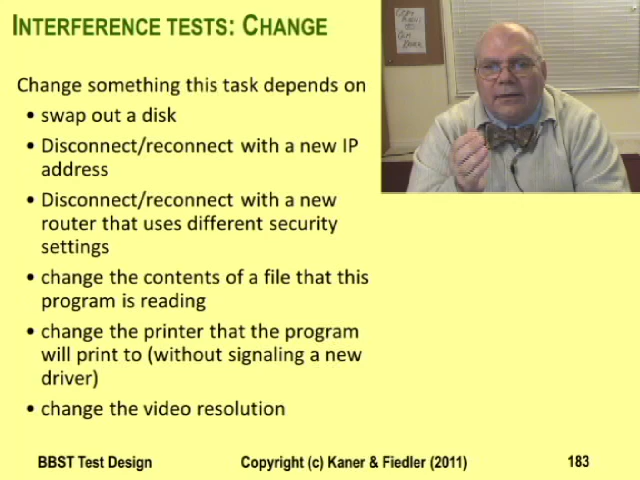 INTERFERENCE TESTS: CHANGE
Change something this task depends on
• swap out a disk
• Disconnect/reconnect with a new IP
address
• Disconnect/reconnect with a new
router that uses different security
settings
• change the contents of a file that this
program is reading
• change the printer that the program
will print to (without signaling a new
driver)
• change the video resolution
BBST Test Design
Copyright (c) Kaner & Fiedler (2011)
183